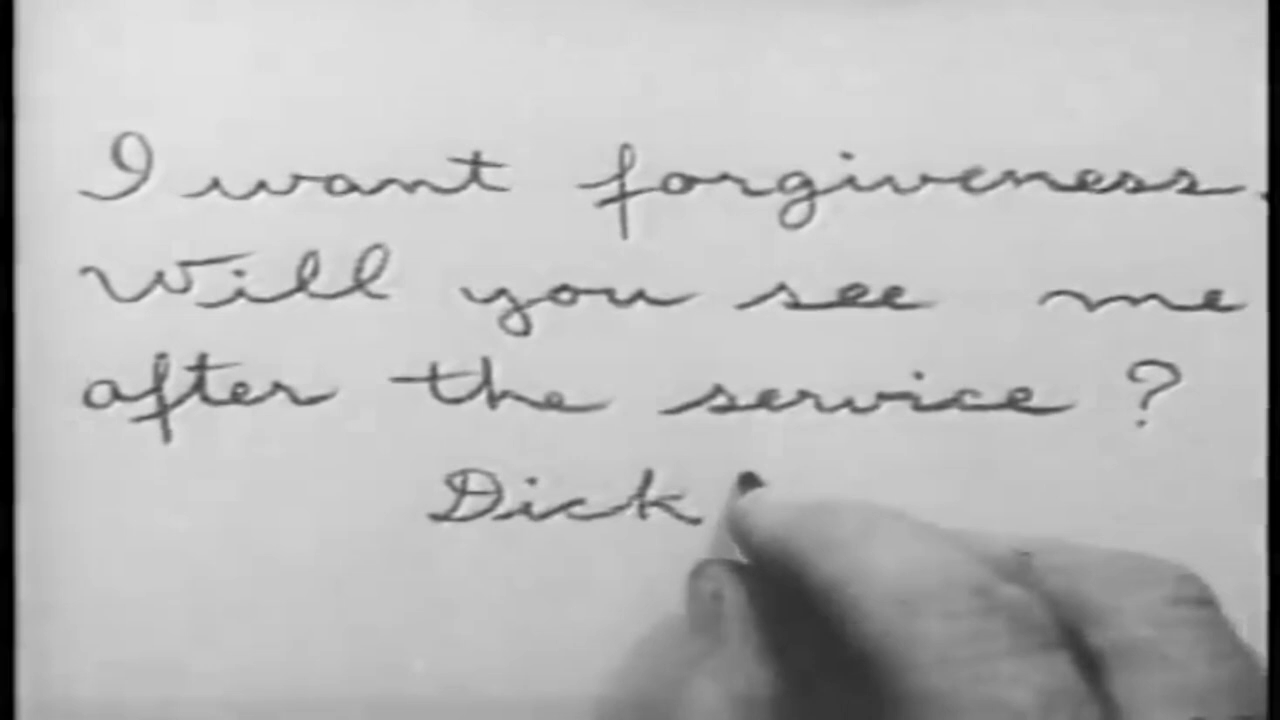 I want forgiveness.
Will you see me
after the service?
Dick